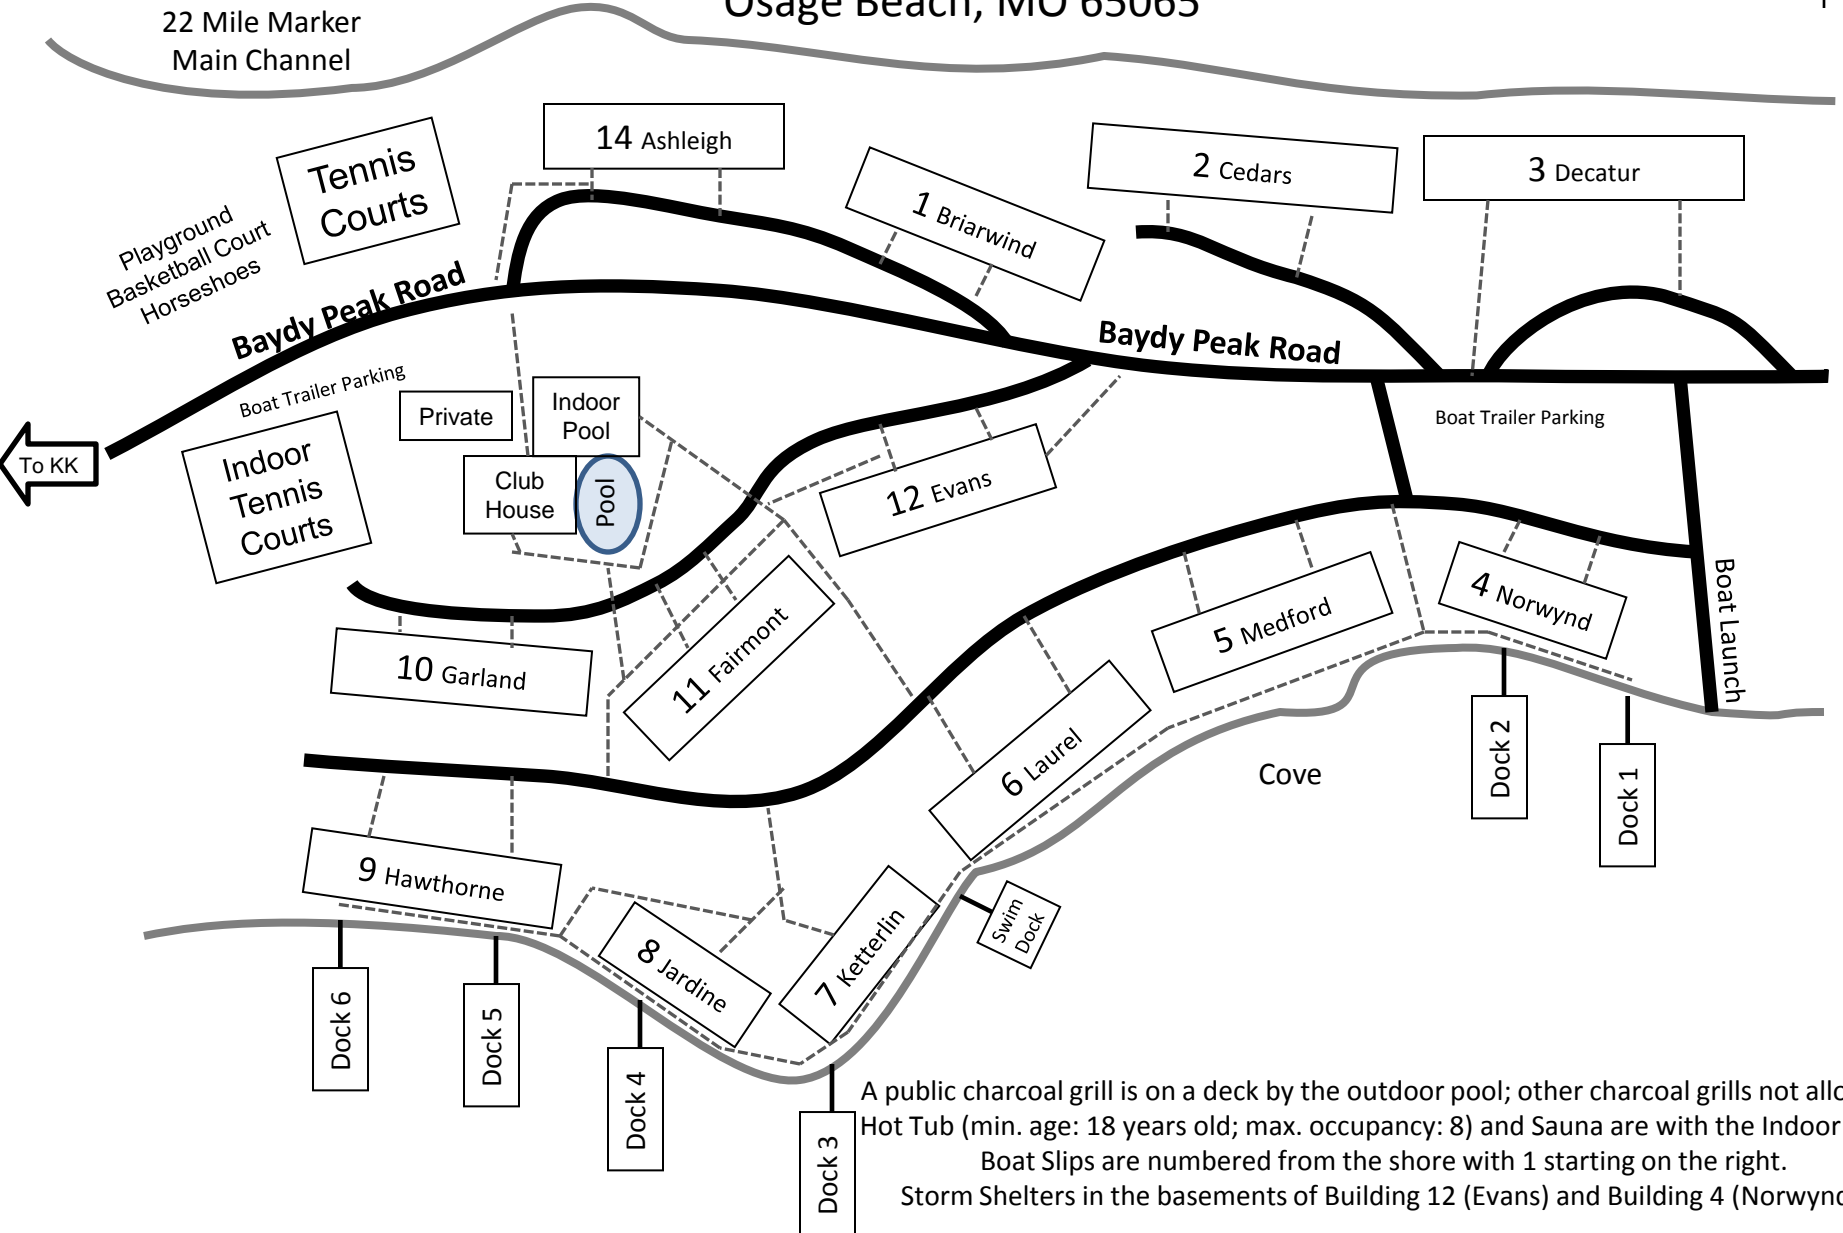 Osage Beach, MO 65065
22 Mile Marker
Main Channel
14 Ashleigh
Tennis
Courts
1 Briarwind
2 Cedars
3 Decatur
Playground
Basketball Court
Horseshoes
Baydy Peak Road
Baydy Peak Road
Boat Trailer Parking
Boat Trailer Parking
Private
Indoor
Pool
To KK
Indoor
Tennis
Courts
Club
House
Pool
12 Evans
11 Fairmont
10 Garland
5 Medford
4 Norwynd
Boat Launch
6 Laurel
Cove
Dock 2
Dock 1
9 Hawthorne
8 Jardine
7 Ketterlin
Swim
Dock
Dock 6
Dock 5
Dock 4
Dock 3
A public charcoal grill is on a deck by the outdoor pool; other charcoal grills not
Hot Tub (min. age: 18 years old; max. occupancy: 8) and Sauna are with the Indoor
Boat Slips are numbered from the shore with 1 starting on the right.
Storm Shelters in the basements of Building 12 (Evans) and Building 4 (Norwynd